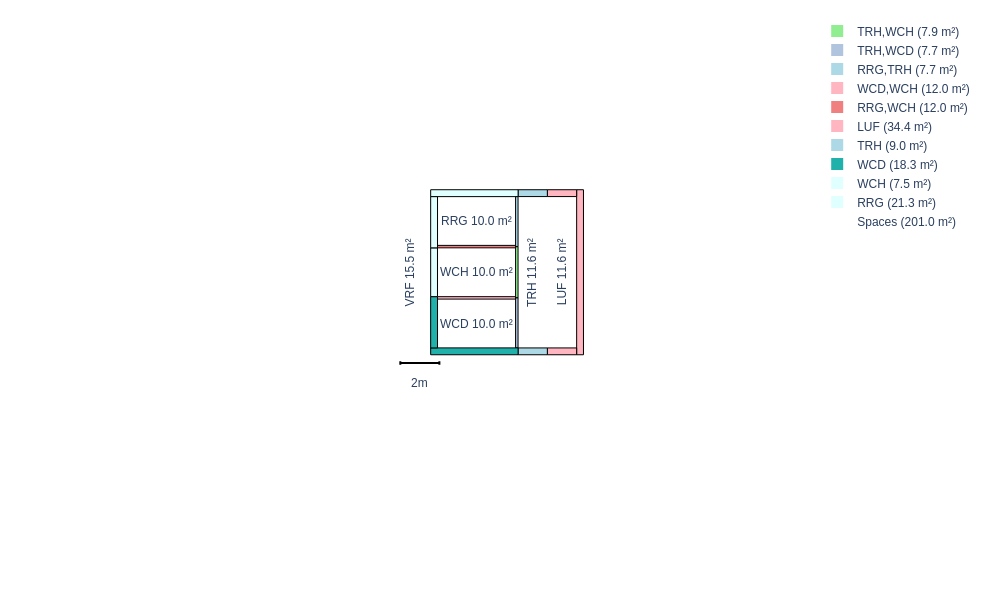 TRH,WCH (7.9 m²)
TRH,WCD (7.7 m²)
RRG,TRH (7.7 m²)
WCD,WCH (12.0 m²)
RRG,WCH (12.0 m²)
LUF (34.4 m²)
TRH (9.0 m²)
WCD (18.3 m²)
WCH (7.5 m²)
RRG (21.3 m²)
Spaces (201.0 m²)
RRG 10.0 m²
WCH 10.0 m²
WCD 10.0 m²
VRF 15.5 m²
TRH 11.6 m²
LUF 11.6 m²
2m